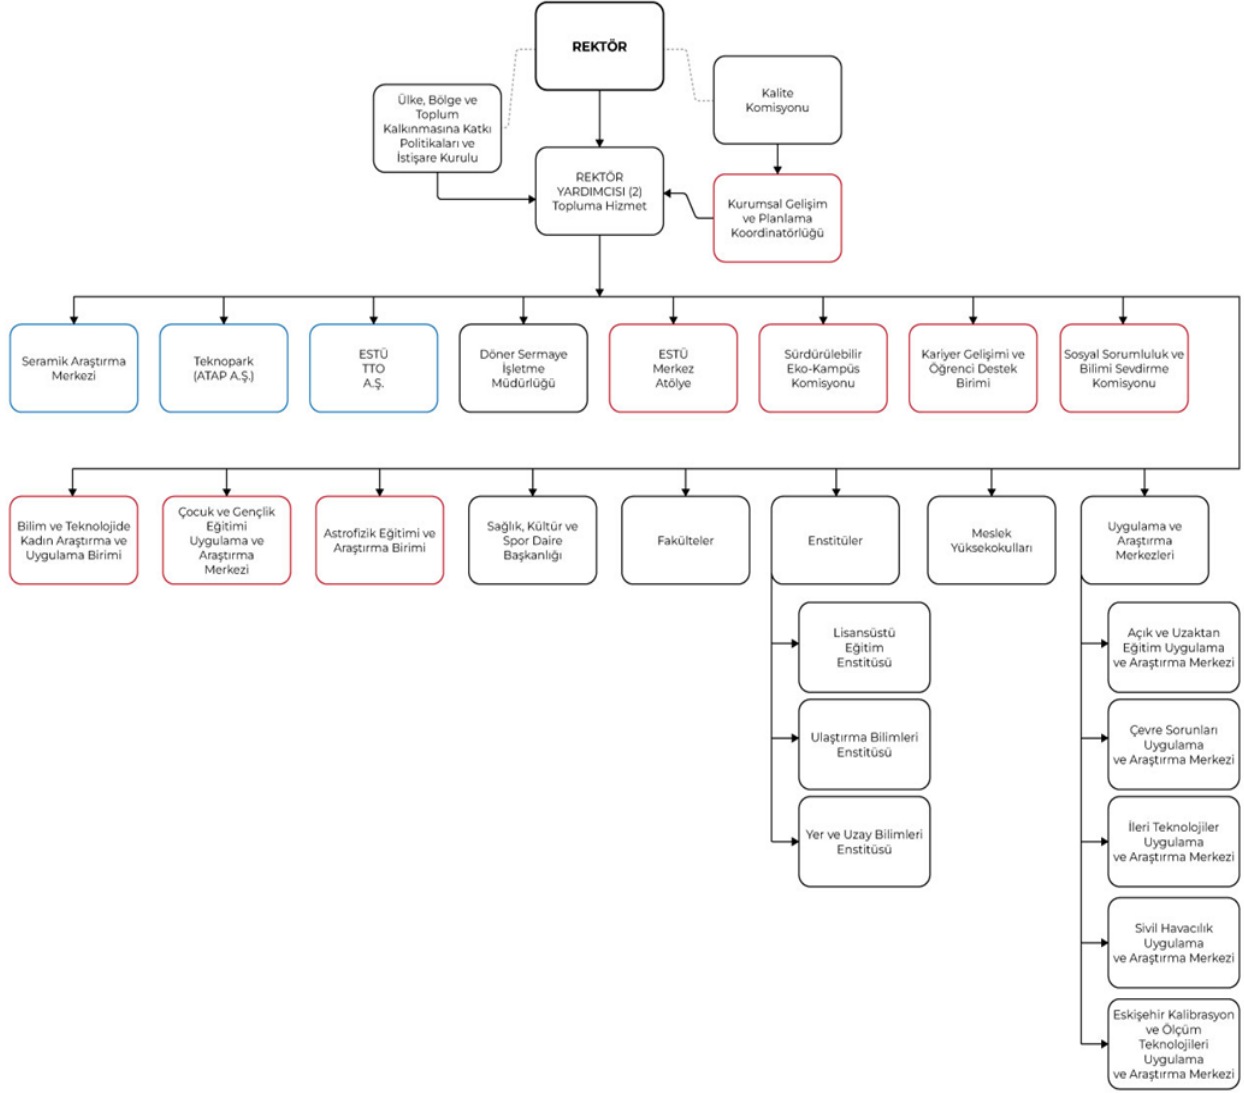 REKTÖR
Ülke, Bölge ve
Toplum
Kalkınmasına Katkı
Politikaları ve
İstişare Kurulu
Kalite
Komisyonu
REKTÖR
YARDIMCISI (2)
Topluma Hizmet
Kurumsal Gelişim
ve Planlama
Koordinatörlüğü
Seramik Araştırma
Merkezi
Teknopark
(ATAP A.Ş.)
ESTÜ
TTO
A.Ş.
Döner Sermaye
İşletme
Müdürlüğü
ESTÜ
Merkez
Atölye
Sürdürülebilir
Eko-Kampüs
Komisyonu
Kariyer Gelişimi ve
Öğrenci Destek
Birimi
Sosyal Sorumluluk ve
Bilimi Sevdirme
Komisyonu
Bilim ve Teknolojide
Kadın Araştırma ve
Uygulama Birimi
Çocuk ve Gençlik
Eğitimi
Uygulama ve
Araştırma
Merkezi
Astrofizik Eğitimi ve
Araştırma Birimi
Sağlık, Kültür ve
Spor Daire
Başkanlığı
Fakülteler
Enstitüler
Meslek
Yüksekokulları
Uygulama ve
Araştırma
Merkezleri
Lisansüstü
Eğitim
Enstitüsü
Ulaştırma Bilimleri
Enstitüsü
Yer ve Uzay Bilimleri
Enstitüsü
Açık ve Uzaktan
Eğitim Uygulama
ve Araştırma Merkezi
Çevre Sorunları
Uygulama
ve Araştırma Merkezi
İleri Teknolojiler
Uygulama
ve Araştırma Merkezi
Sivil Havacılık
Uygulama
ve Araştırma Merkezi
Eskişehir Kalibrasyon
ve Ölçüm
Teknolojileri
Uygulama
ve Araştırma Merkezi